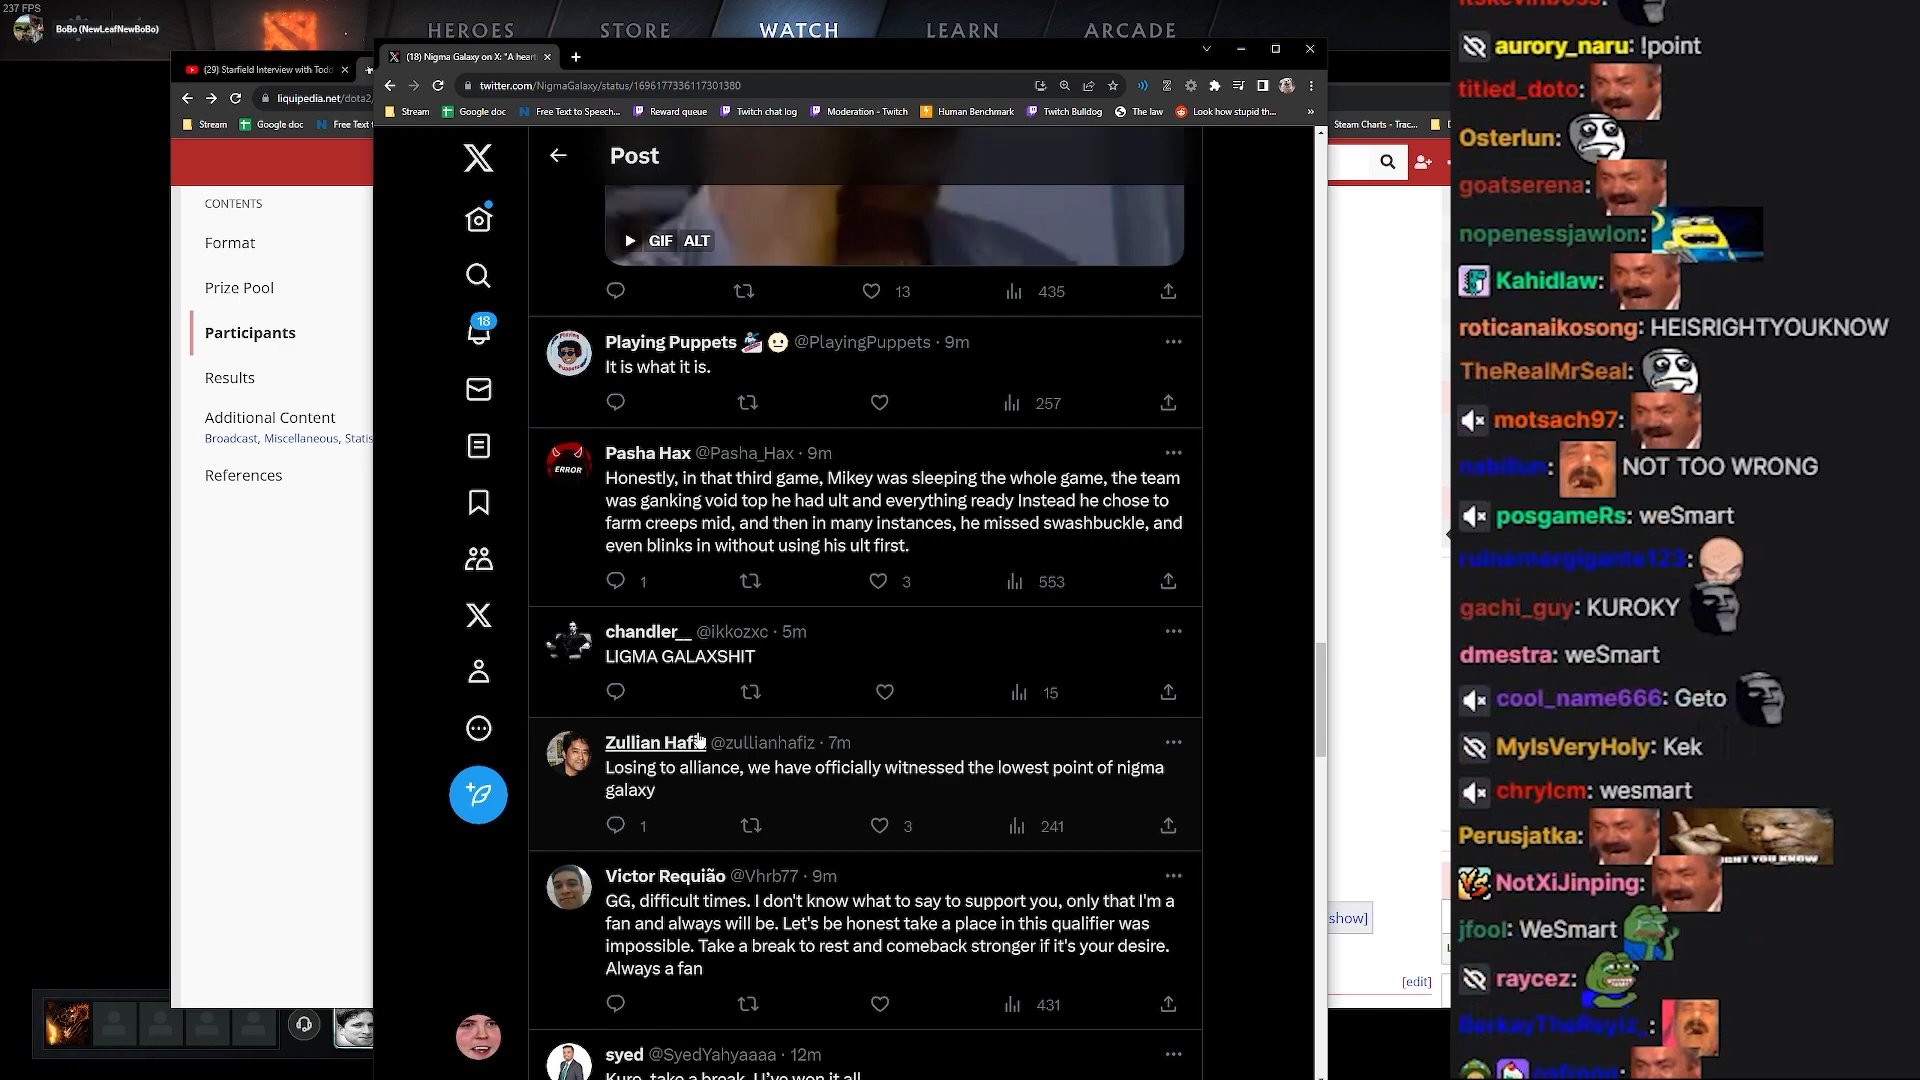 237 FPS
BoBo (NewLeafNewBoBo)
HEROES STORE WATCH LEARN ARCADE
(29) Starfield Interview with Todd
(18) Nigma Galaxy on X: "A heart
liquipedia.net/dota2/
twitter.com/NigmaGalaxy/status/1696177336117301380
Stream Google doc Free Text
Stream Google doc Free Text to Speech... Reward queue Twitch chat log Moderation - Twitch Human Benchmark Twitch Bulldog The law Look how stupid th... »
Steam Charts - Trac...
CONTENTS
Format
Prize Pool
Participants
Results
Additional Content
Broadcast, Miscellaneous, Statis
References
18
Post
GIF ALT
13 435
Playing Puppets @PlayingPuppets · 9m
It is what it is.
257
ERROR
Pasha Hax @Pasha_Hax · 9m
Honestly, in that third game, Mikey was sleeping the whole game, the team
was ganking void top he had ult and everything ready Instead he chose to
farm creeps mid, and then in many instances, he missed swashbuckle, and
even blinks in without using his ult first.
1 3 553
chandler__ @ikkozxc · 5m
LIGMA GALAXSHIT
15
Zullian Hafiz @zullianhafiz · 7m
Losing to alliance, we have officially witnessed the lowest point of nigma
galaxy
1 3 241
Victor Requião @Vhrb77 · 9m
GG, difficult times. I don't know what to say to support you, only that I'm a
fan and always will be. Let's be honest take a place in this qualifier was
impossible. Take a break to rest and comeback stronger if it's your desire.
Always a fan
431
syed @SyedYahyaaaa · 12m
Kuro, take a break. U've won it all
show]
[edit]
aurory_naru: !point
titled_doto:
Osterlun:
goatserena:
nopenessjawlon:
Kahidlaw:
roticanaikosong: HEISRIGHTYOUKNOW
TheRealMrSeal:
motsach97:
nabillun: NOT TOO WRONG
posgameRs: weSmart
ruinemergigante123:
gachi_guy: KUROKY
dmestra: weSmart
cool_name666: Geto
MyIsVeryHoly: Kek
chrylcm: wesmart
Perusjatka:
NotXiJinping:
jfool: WeSmart
raycez: